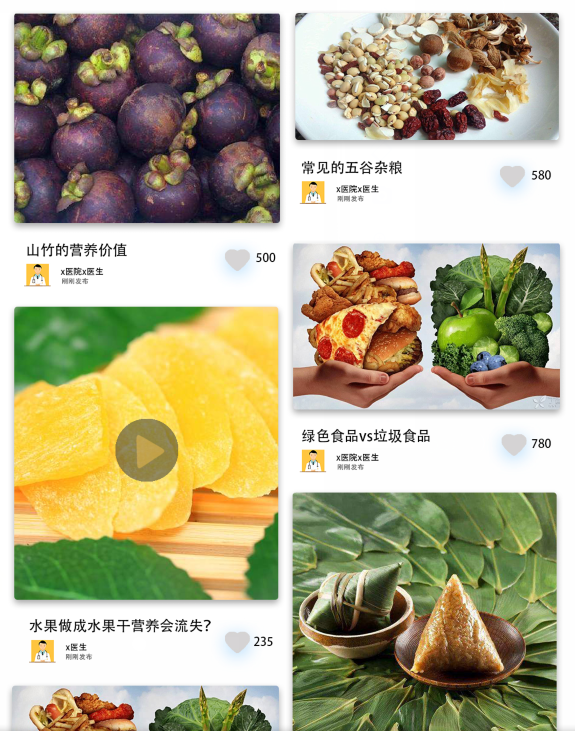 山竹的营养价值
x医院x医生
刚刚发布
500
水果做成水果干营养会流失?
x医生
刚刚发布
235
常见的五谷杂粮
x医院x医生
刚刚发布
580
绿色食品vs垃圾食品
x医院x医生
刚刚发布
780